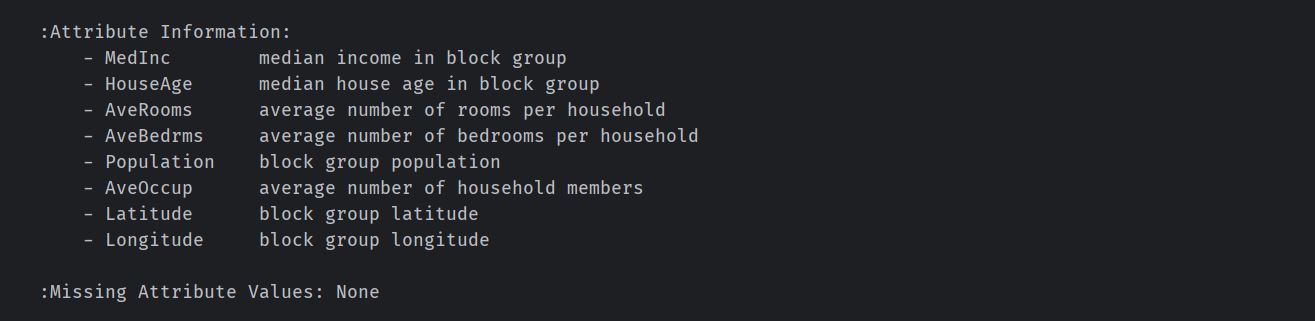 :Attribute Information:
- MedInc        median income in block group
- HouseAge      median house age in block group
- AveRooms      average number of rooms per household
- AveBedrms     average number of bedrooms per household
- Population    block group population
- AveOccup      average number of household members
- Latitude      block group latitude
- Longitude     block group longitude
:Missing Attribute Values: None